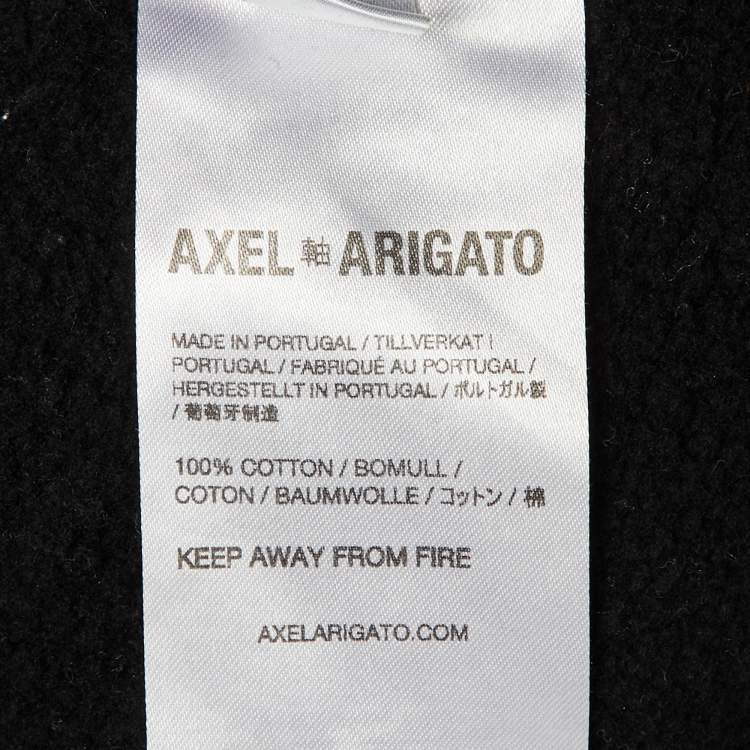 AXEL 軸 ARIGATO
MADE IN PORTUGAL / TILLVERKAT I
PORTUGAL / FABRIQUÉ AU PORTUGAL /
HERGESTELLT IN PORTUGAL / ポルトガル製
/ 葡萄牙制造
100% COTTON / BOMULL /
COTON / BAUMWOLLE / コットン / 棉
KEEP AWAY FROM FIRE
AXELARIGATO.COM